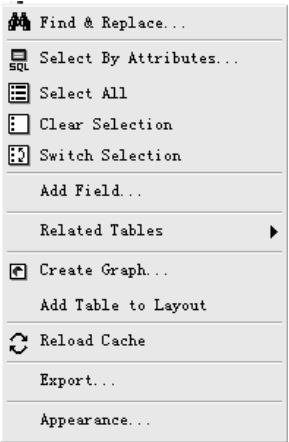 Find & Replace...
SQL Select By Attributes...
Select All
Clear Selection
Switch Selection
Add Field...
Related Tables
Create Graph...
Add Table to Layout
Reload Cache
Export...
Appearance...